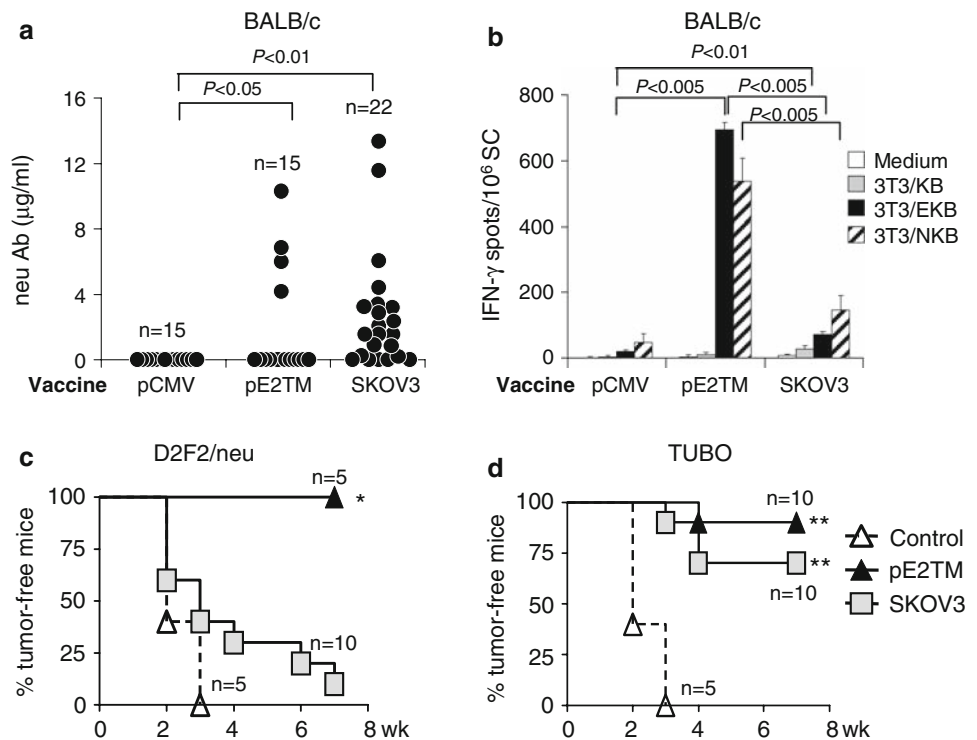 a
BALB/c
P<0.01
P<0.05
n=22
n=15
n=15
neu Ab (µg/ml)
16
12
8
4
0
Vaccine
pCMV
pE2TM
SKOV3
b
BALB/c
P<0.01
P<0.005
P<0.005
P<0.005
IFN-γ spots/10⁶ SC
800
600
400
200
0
Medium
3T3/KB
3T3/EKB
3T3/NKB
Vaccine
pCMV
pE2TM
SKOV3
c
D2F2/neu
n=5
*
n=10
n=5
% tumor-free mice
100
75
50
25
0
0
2
4
6
8 wk
d
TUBO
n=10
**
**
n=10
n=5
% tumor-free mice
100
75
50
25
0
0
2
4
6
8 wk
Control
pE2TM
SKOV3